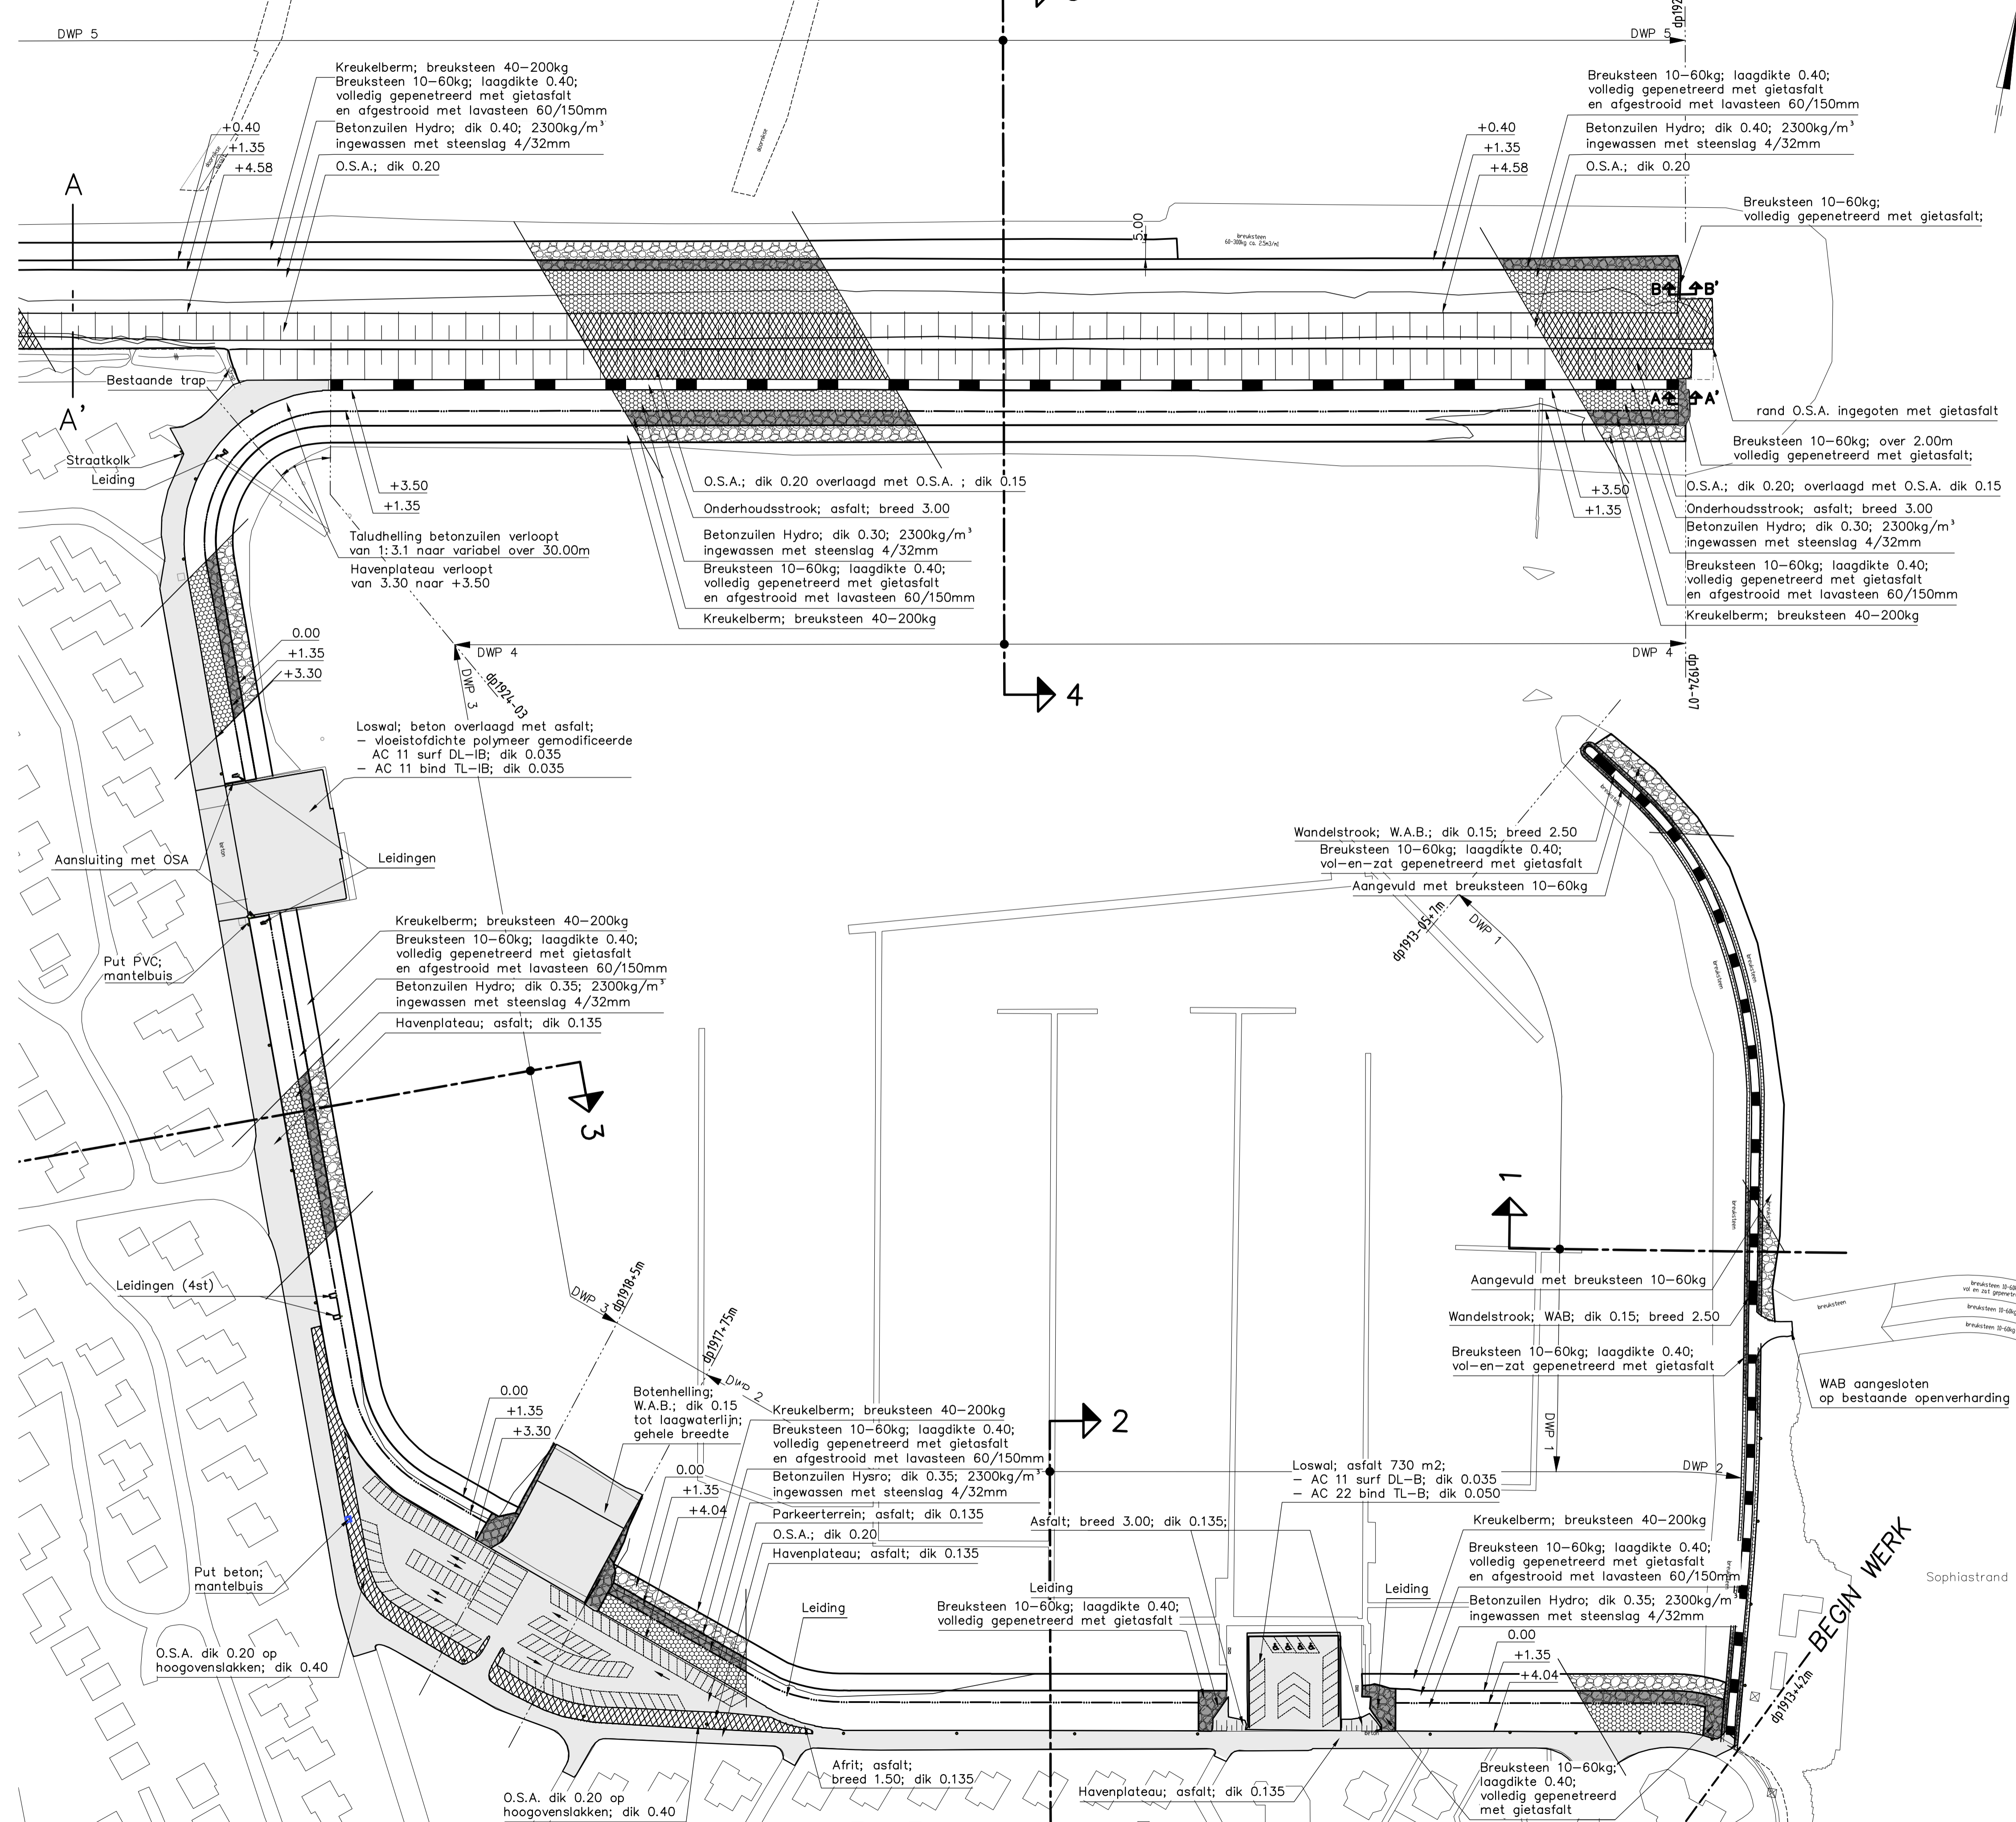 DWP 5
DWP 5
dp192
Kreukelberm; breuksteen 40-200kg
Breuksteen 10-60kg; laagdikte 0.40;
volledig gepenetreerd met gietasfalt
en afgestrooid met lavasteen 60/150mm
Betonzuilen Hydro; dik 0.40; 2300kg/m³
ingewassen met steenslag 4/32mm
O.S.A.; dik 0.20
+0.40
+1.35
+4.58
doornikse
doornikse
A
A'
Breuksteen 10-60kg; laagdikte 0.40;
volledig gepenetreerd met gietasfalt
en afgestrooid met lavasteen 60/150mm
Betonzuilen Hydro; dik 0.40; 2300kg/m³
ingewassen met steenslag 4/32mm
O.S.A.; dik 0.20
+0.40
+1.35
+4.58
Breuksteen 10-60kg;
volledig gepenetreerd met gietasfalt;
5.00
breuksteen
60-300kg ca. 2.5m3/m1
B B'
A A'
rand O.S.A. ingegoten met gietasfalt
Breuksteen 10-60kg; over 2.00m
volledig gepenetreerd met gietasfalt;
O.S.A.; dik 0.20; overlaagd met O.S.A. dik 0.15
Onderhoudsstrook; asfalt; breed 3.00
Betonzuilen Hydro; dik 0.30; 2300kg/m³
ingewassen met steenslag 4/32mm
Breuksteen 10-60kg; laagdikte 0.40;
volledig gepenetreerd met gietasfalt
en afgestrooid met lavasteen 60/150mm
Kreukelberm; breuksteen 40-200kg
+3.50
+1.35
Bestaande trap
Straatkolk
Leiding
+3.50
+1.35
Taludhelling betonzuilen verloopt
van 1:3.1 naar variabel over 30.00m
Havenplateau verloopt
van 3.30 naar +3.50
O.S.A.; dik 0.20 overlaagd met O.S.A. ; dik 0.15
Onderhoudsstrook; asfalt; breed 3.00
Betonzuilen Hydro; dik 0.30; 2300kg/m³
ingewassen met steenslag 4/32mm
Breuksteen 10-60kg; laagdikte 0.40;
volledig gepenetreerd met gietasfalt
en afgestrooid met lavasteen 60/150mm
Kreukelberm; breuksteen 40-200kg
DWP 4
DWP 4
4
dp1924-07
DWP 3
dp1924-03
0.00
+1.35
+3.30
Loswal; beton overlaagd met asfalt;
- vloeistofdichte polymeer gemodificeerde
AC 11 surf DL-IB; dik 0.035
- AC 11 bind TL-IB; dik 0.035
beton
Aansluiting met OSA
Leidingen
Put PVC;
mantelbuis
Kreukelberm; breuksteen 40-200kg
Breuksteen 10-60kg; laagdikte 0.40;
volledig gepenetreerd met gietasfalt
en afgestrooid met lavasteen 60/150mm
Betonzuilen Hydro; dik 0.35; 2300kg/m³
ingewassen met steenslag 4/32mm
Havenplateau; asfalt; dik 0.135
3
Wandelstrook; W.A.B.; dik 0.15; breed 2.50
Breuksteen 10-60kg; laagdikte 0.40;
vol-en-zat gepenetreerd met gietasfalt
Aangevuld met breuksteen 10-60kg
dp1913-05+7m
DWP 1
breuksteen
breuksteen
breuksteen
1
Aangevuld met breuksteen 10-60kg
Wandelstrook; WAB; dik 0.15; breed 2.50
Breuksteen 10-60kg; laagdikte 0.40;
vol-en-zat gepenetreerd met gietasfalt
breuksteen
breuksteen
breuksteen
breuksteen 10-60kg
breuksteen 10-60kg
WAB aangesloten
op bestaande openverharding
Leidingen (4st)
DWP 3
dp1918+5m
dp1917+75m
DWP 2
0.00
+1.35
+3.30
Botenhelling;
W.A.B.; dik 0.15
tot laagwaterlijn;
gehele breedte
Kreukelberm; breuksteen 40-200kg
Breuksteen 10-60kg; laagdikte 0.40;
volledig gepenetreerd met gietasfalt
en afgestrooid met lavasteen 60/150mm
Betonzuilen Hysro; dik 0.35; 2300kg/m³
ingewassen met steenslag 4/32mm
Parkeerterrein; asfalt; dik 0.135
O.S.A.; dik 0.20
Havenplateau; asfalt; dik 0.135
0.00
+1.35
+4.04
2
DWP 1
DWP 2
Loswal; asfalt 730 m2;
- AC 11 surf DL-B; dik 0.035
- AC 22 bind TL-B; dik 0.050
Asfalt; breed 3.00; dik 0.135;
Kreukelberm; breuksteen 40-200kg
Breuksteen 10-60kg; laagdikte 0.40;
volledig gepenetreerd met gietasfalt
en afgestrooid met lavasteen 60/150mm
Betonzuilen Hydro; dik 0.35; 2300kg/m³
ingewassen met steenslag 4/32mm
0.00
+1.35
+4.04
Leiding
Leiding
Breuksteen 10-60kg; laagdikte 0.40;
volledig gepenetreerd met gietasfalt
Leiding
Put beton;
mantelbuis
O.S.A. dik 0.20 op
hoogovenslakken; dik 0.40
O.S.A. dik 0.20 op
hoogovenslakken; dik 0.40
Afrit; asfalt;
breed 1.50; dik 0.135
Havenplateau; asfalt; dik 0.135
beton
Breuksteen 10-60kg;
laagdikte 0.40;
volledig gepenetreerd
met gietasfalt
BEGIN WERK
dp1913+42m
Sophiastrand